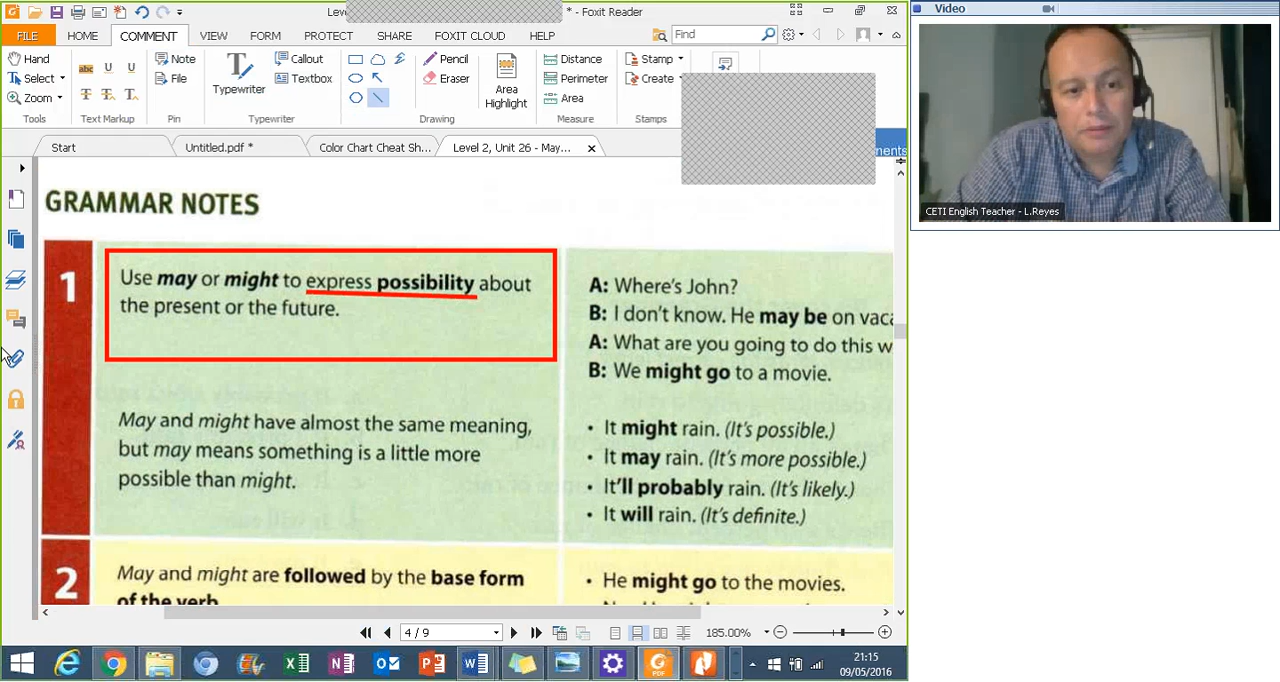 Leve
* - Foxit Reader
Video
FILE
HOME
COMMENT
VIEW
FORM
PROTECT
SHARE
FOXIT CLOUD
HELP
Find
Hand
Select
Zoom
Tools
abc
U
U
T
T
T
Text Markup
Note
File
Pin
T
Typewriter
Callout
Textbox
Typewriter
Pencil
Eraser
Area
Highlight
Drawing
Distance
Perimeter
Area
Measure
Stamp
Create
Stamps
Start
Untitled.pdf *
Color Chart Cheat Sh...
Level 2, Unit 26 - May...
CETI English Teacher - L.Reyes
GRAMMAR NOTES
1
Use may or might to express possibility about
the present or the future.
May and might have almost the same meaning,
but may means something is a little more
possible than might.
A: Where's John?
B: I don't know. He may be on vaca
A: What are you going to do this w
B: We might go to a movie.
• It might rain. (It's possible.)
• It may rain. (It's more possible.)
• It'll probably rain. (It's likely.)
• It will rain. (It's definite.)
2
May and might are followed by the base form
of the verb
• He might go to the movies.
4 / 9
185.00%
21:15
09/05/2016